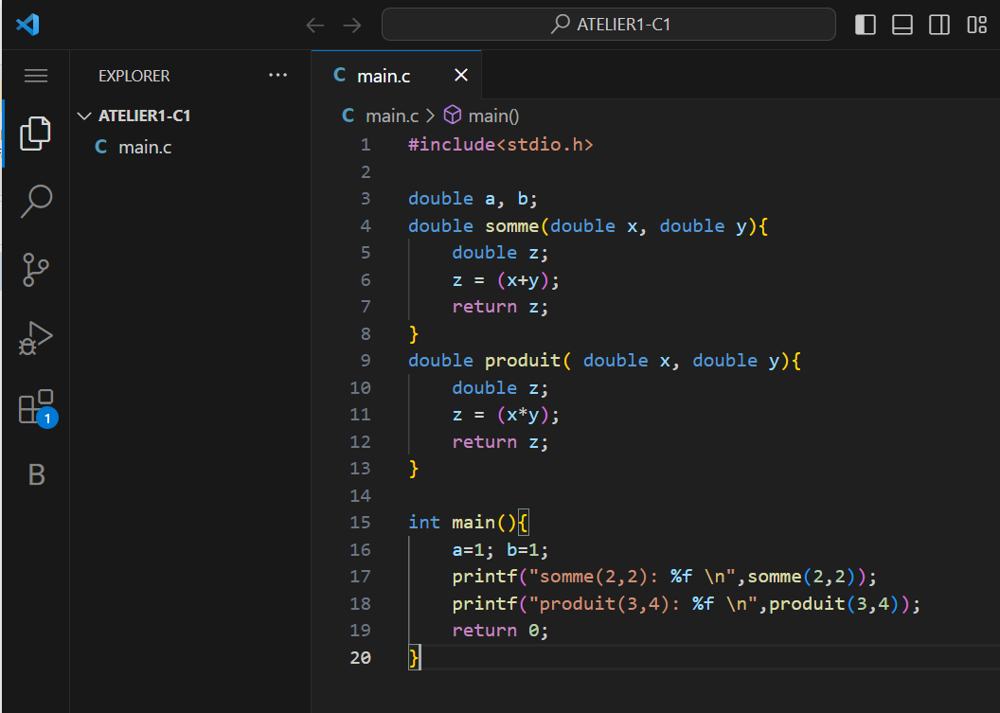 ATELIER1-C1
EXPLORER ···
ATELIER1-C1
C main.c
1
B
C main.c ×
C main.c > main()
1 #include<stdio.h>
2
3 double a, b;
4 double somme(double x, double y){
5     double z;
6     z = (x+y);
7     return z;
8 }
9 double produit( double x, double y){
10     double z;
11     z = (x*y);
12     return z;
13 }
14
15 int main(){
16     a=1; b=1;
17     printf("somme(2,2): %f \n",somme(2,2));
18     printf("produit(3,4): %f \n",produit(3,4));
19     return 0;
20 }